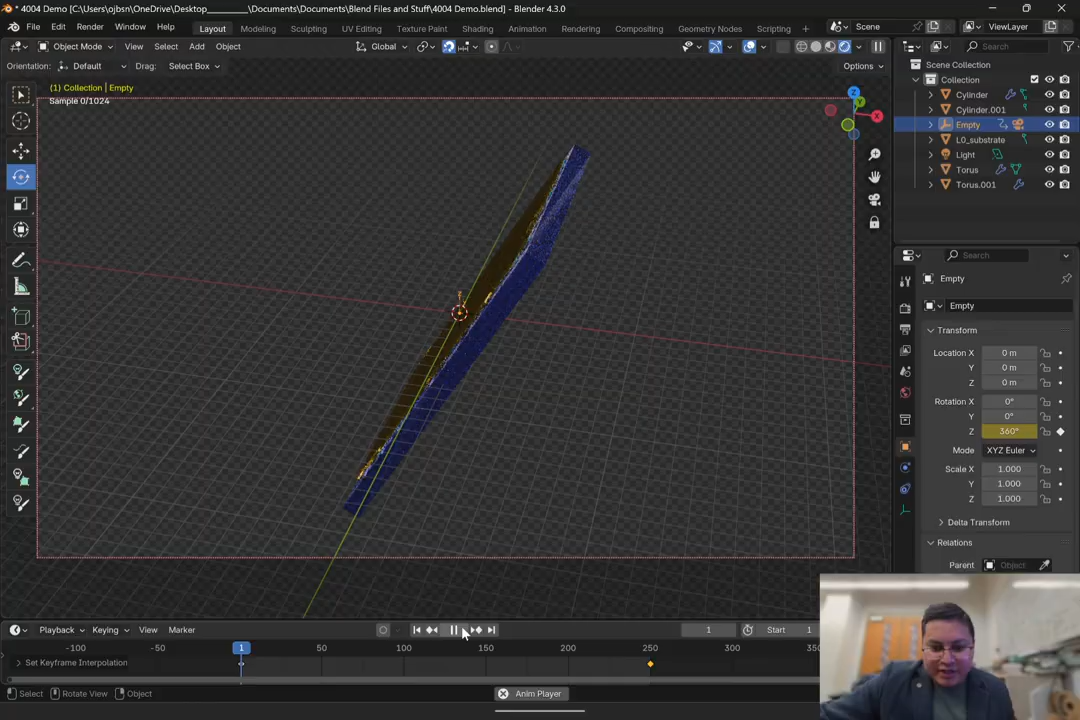 * 4004 Demo [C:\Users\ojbsn\OneDrive\Desktop________\Documents\Documents\Blend Files and Stuff\4004 Demo.blend] - Blender 4.3.0
File Edit Render Window Help Layout Modeling Sculpting UV Editing Texture Paint Shading Animation Rendering Compositing Geometry Nodes Scripting Scene ViewLayer
Object Mode View Select Add Object Global Search
Orientation: Default Drag: Select Box Options
Scene Collection
(1) Collection | Empty
Collection
Sample 0/1024
Cylinder
Z
Y
Cylinder.001
X
Empty
L0_substrate
Light
Torus
Torus.001
Search
Empty
Empty
Transform
Location X 0 m
Y 0 m
Z 0 m
Rotation X 0°
Y 0°
Z 360°
Mode XYZ Euler
Scale X 1.000
Y 1.000
Z 1.000
Delta Transform
Relations
Parent Object
Playback Keying View Marker 1 Start 1
-100 -50 1 50 100 150 200 250 300 350
Set Keyframe Interpolation
Select Rotate View Object Anim Player